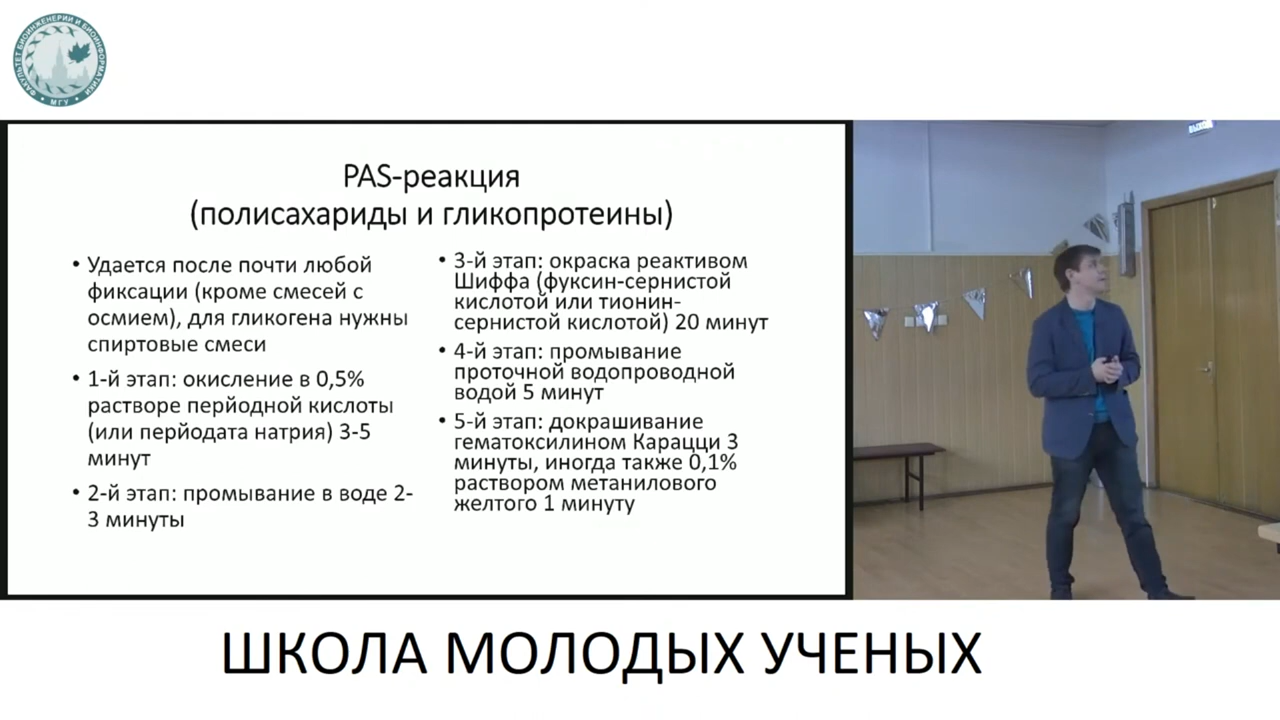 ФАКУЛЬТЕТ БИОИНЖЕНЕРИИ И БИОИНФОРМАТИКИ
МГУ
PAS-реакция
(полисахариды и гликопротеины)
• Удается после почти любой
фиксации (кроме смесей с
осмием), для гликогена нужны
спиртовые смеси
• 1-й этап: окисление в 0,5%
растворе перйодной кислоты
(или перйодата натрия) 3-5
минут
• 2-й этап: промывание в воде 2-
3 минуты
• 3-й этап: окраска реактивом
Шиффа (фуксин-сернистой
кислотой или тионин-
сернистой кислотой) 20 минут
• 4-й этап: промывание
проточной водопроводной
водой 5 минут
• 5-й этап: докрашивание
гематоксилином Карацци 3
минуты, иногда также 0,1%
раствором метанилового
желтого 1 минуту
ШКОЛА МОЛОДЫХ УЧЕНЫХ